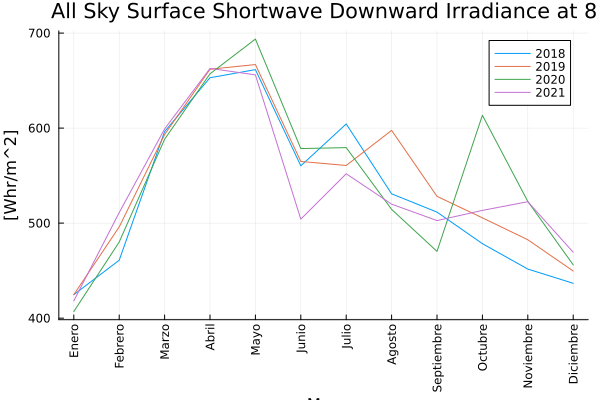 All Sky Surface Shortwave Downward Irradiance at 8
700
600
500
400
[Whr/m^2]
2018
2019
2020
2021
Enero
Febrero
Marzo
Abril
Mayo
Junio
Julio
Agosto
Septiembre
Octubre
Noviembre
Diciembre